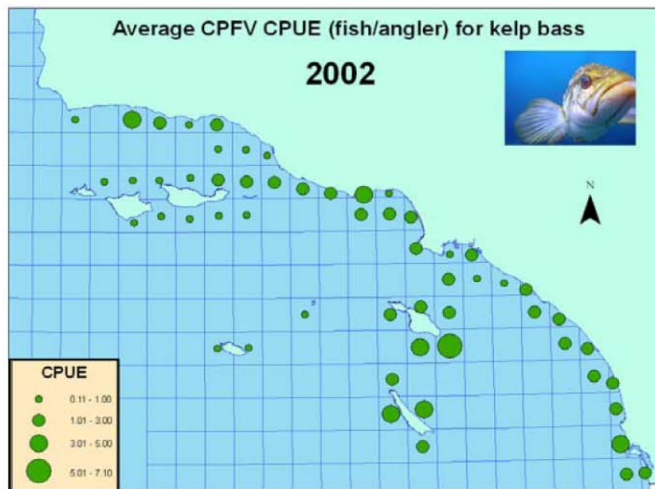 Average CPFV CPUE (fish/angler) for kelp bass
2002
N
CPUE
0.11 - 1.00
1.01 - 3.00
3.01 - 5.00
5.01 - 7.10